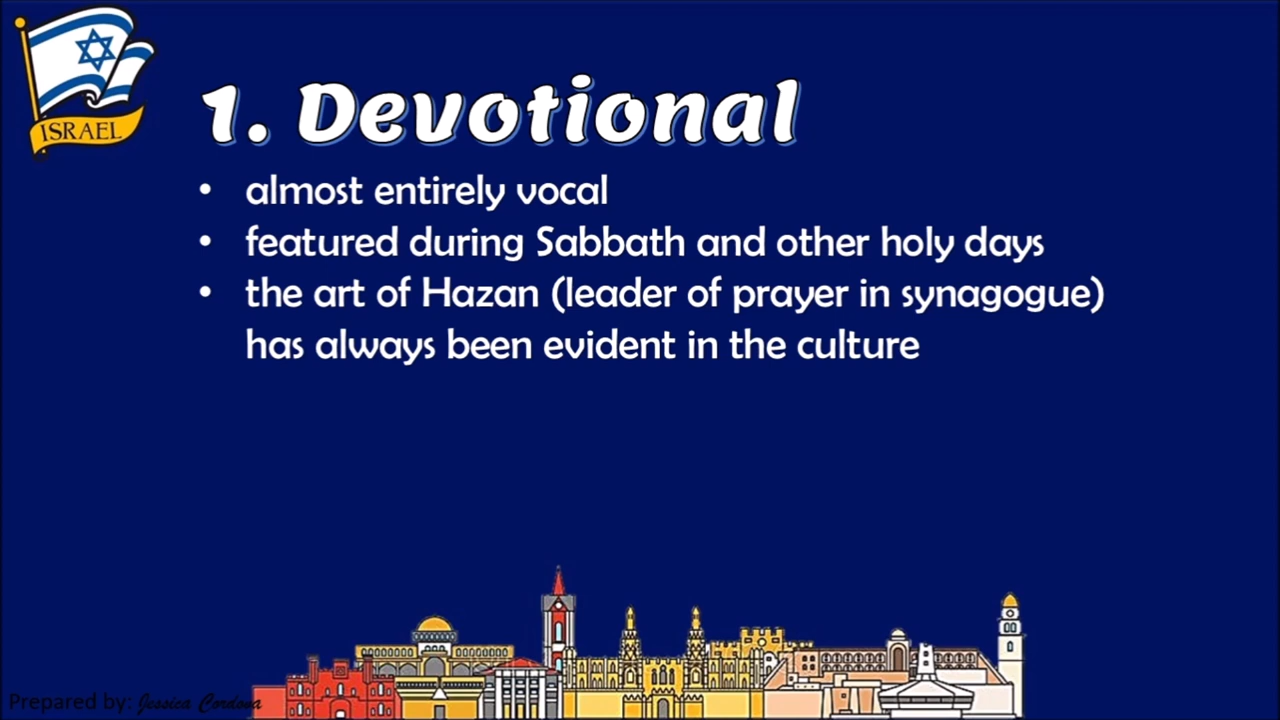 ISRAEL
1. Devotional
• almost entirely vocal
• featured during Sabbath and other holy days
• the art of Hazan (leader of prayer in synagogue)
has always been evident in the culture
Prepared by: Jessica Cordova